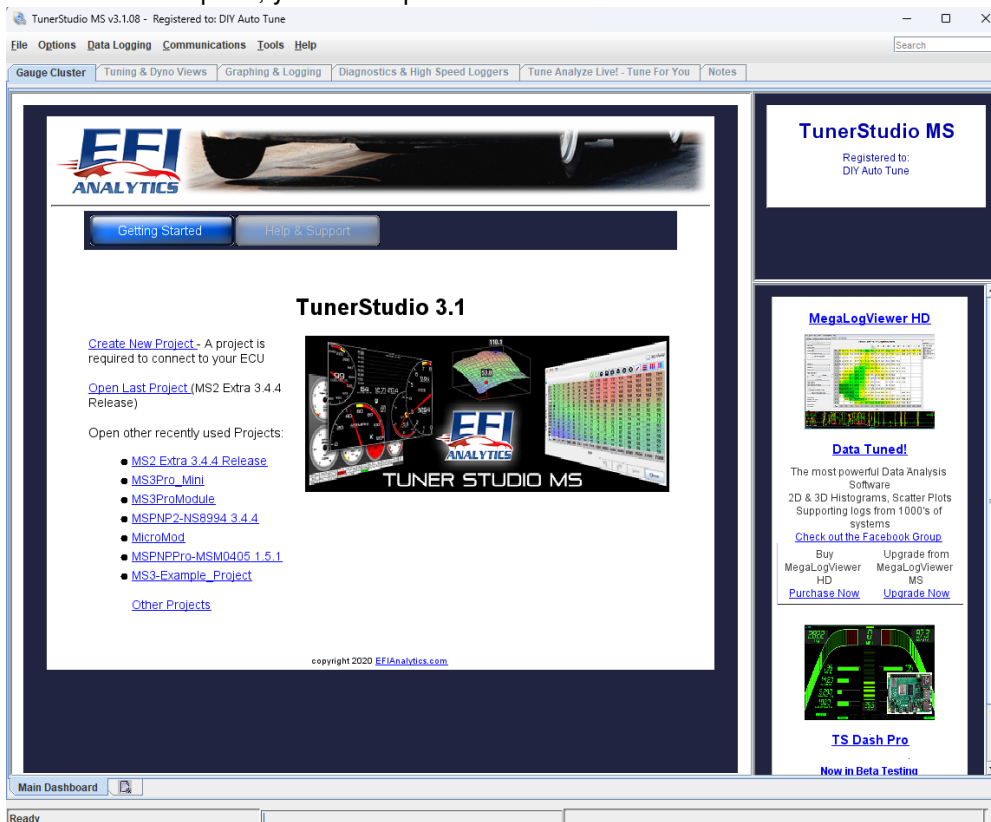 TunerStudio MS v3.1.08 - Registered to: DIY Auto Tune
File Options Data Logging Communications Tools Help
Search
Gauge Cluster Tuning & Dyno Views Graphing & Logging Diagnostics & High Speed Loggers Tune Analyze Live! - Tune For You Notes
EFI
ANALYTICS
Getting Started Help & Support
TunerStudio 3.1
Create New Project - A project is
required to connect to your ECU
Open Last Project (MS2 Extra 3.4.4
Release)
Open other recently used Projects:
MS2 Extra 3.4.4 Release
MS3Pro_Mini
MS3ProModule
MSPNP2-NS8994 3.4.4
MicroMod
MSPNPPro-MSM0405 1.5.1
MS3-Example_Project
Other Projects
EFI
ANALYTICS
TUNER STUDIO MS
copyright 2020 EFIAnalytics.com
TunerStudio MS
Registered to:
DIY Auto Tune
MegaLogViewer HD
Data Tuned!
The most powerful Data Analysis
Software
2D & 3D Histograms, Scatter Plots
Supporting logs from 1000's of
systems
Check out the Facebook Group
Buy Upgrade from
MegaLogViewer MegaLogViewer
HD MS
Purchase Now Upgrade Now
TS Dash Pro
Now in Beta Testing
Main Dashboard
Ready